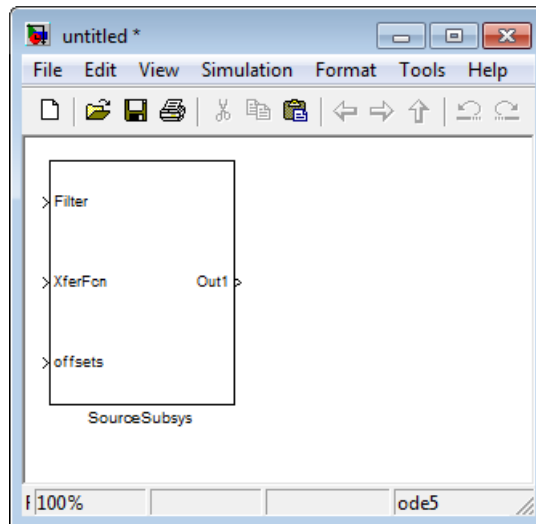 untitled *
File Edit View Simulation Format Tools Help
Filter
XferFcn Out1
offsets
SourceSubsys
F 100% ode5